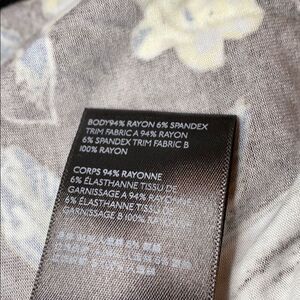 BODY94% RAYON 6% SPANDEX
TRIM FABRIC A 94% RAYON
6% SPANDEX TRIM FABRIC B
100% RAYON
CORPS 94% RAYONNE
6% ÉLASTHANNE TISSU DE
GARNISSAGE A 94% RAYONNE
6% ÉLASTHANNE TISSU DE
GARNISSAGE B 100% RAYONNE